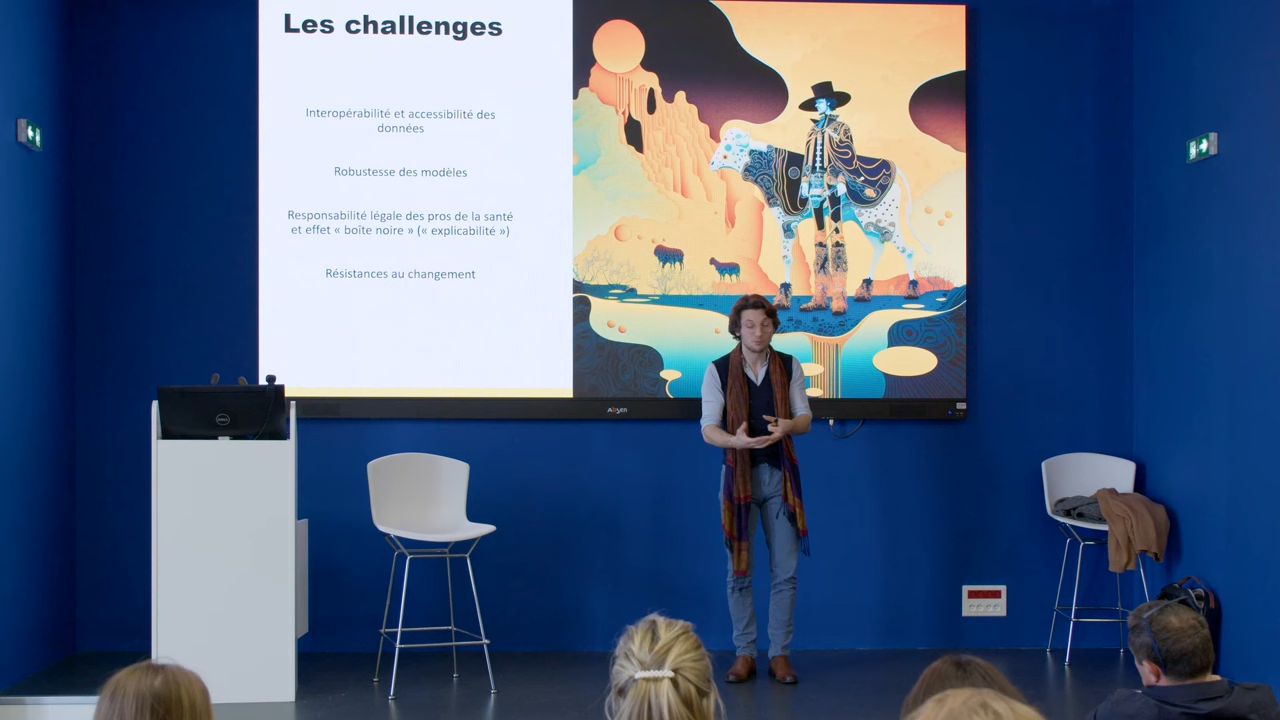 Les challenges
Interopérabilité et accessibilité des
données
Robustesse des modèles
Responsabilité légale des pros de la santé
et effet « boîte noire » (« explicabilité »)
Résistances au changement
DELL
Absen